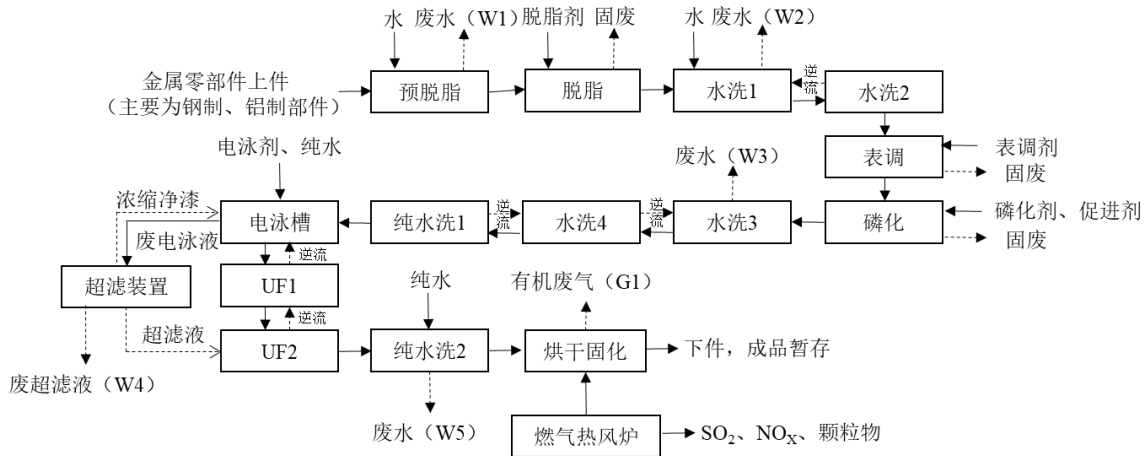 水 废水（W1） 脱脂剂 固废 水 废水（W2）
金属零部件上件
（主要为钢制、铝制部件）
预脱脂 脱脂 水洗1 逆流 水洗2
电泳剂、纯水 废水（W3） 表调 表调剂
固废
浓缩净漆 电泳槽 纯水洗1 逆流 逆流 水洗4 逆流 水洗3 磷化 磷化剂、促进剂
废电泳液 固废
逆流
超滤装置 UF1 纯水 有机废气（G1）
超滤液 逆流
UF2 纯水洗2 烘干固化 下件，成品暂存
废超滤液（W4）
废水（W5） 燃气热风炉 SO₂、NOX、颗粒物